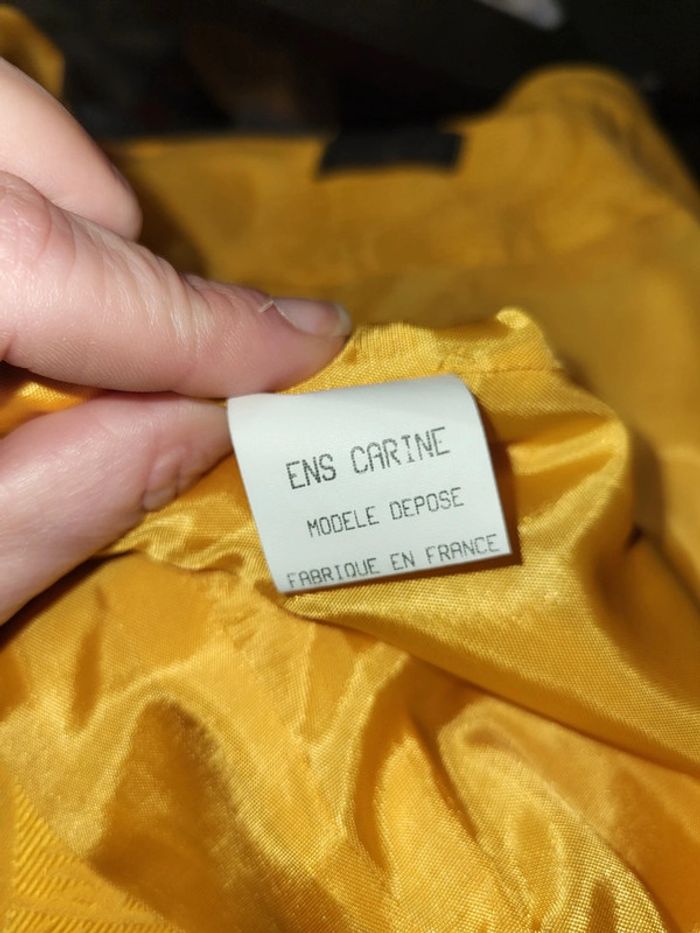 ENS CARINE
MODELE DEPOSE
FABRIQUE EN FRANCE